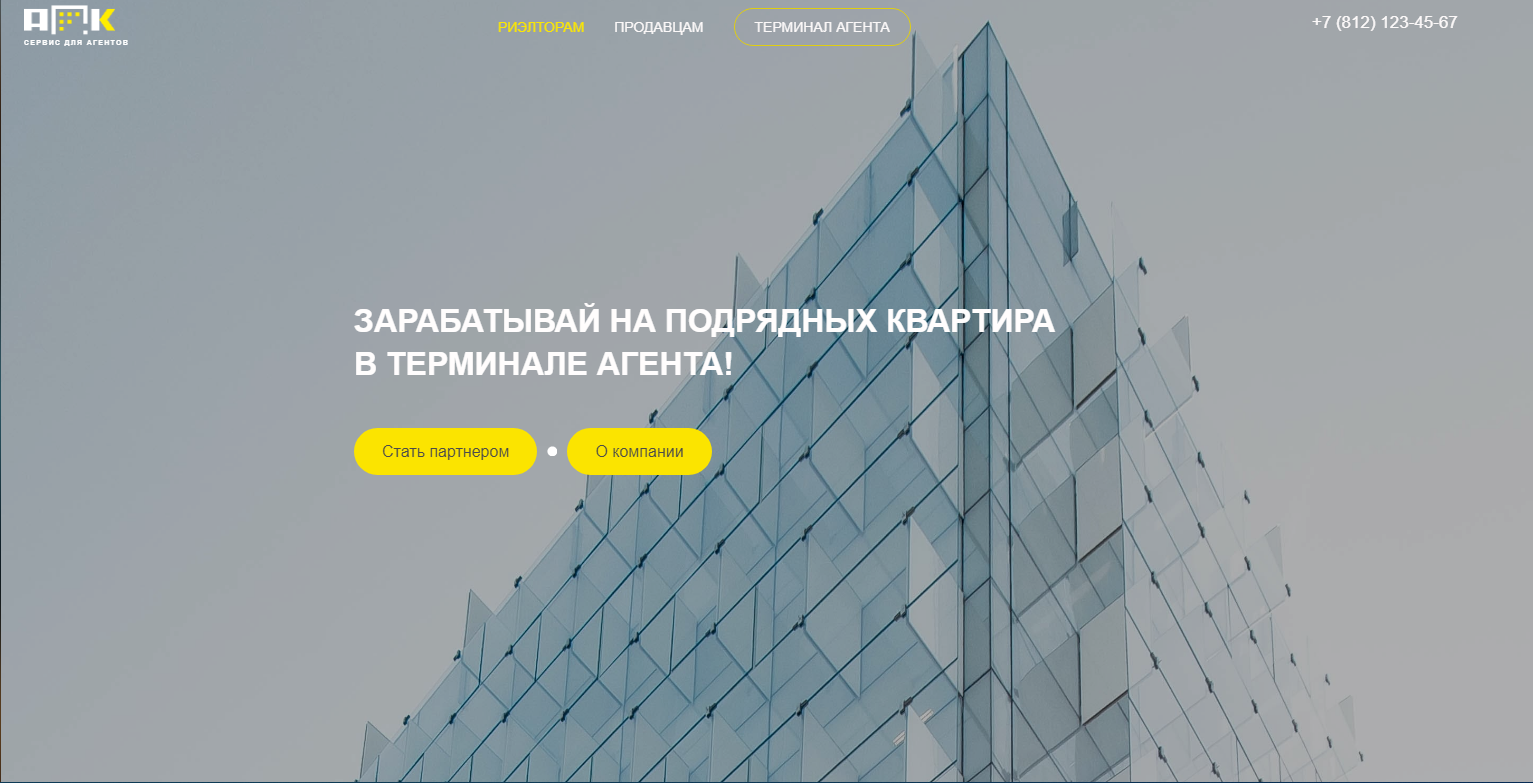 АПК
СЕРВИС ДЛЯ АГЕНТОВ
РИЭЛТОРАМ ПРОДАВЦАМ ТЕРМИНАЛ АГЕНТА +7 (812) 123-45-67
ЗАРАБАТЫВАЙ НА ПОДРЯДНЫХ КВАРТИРА
В ТЕРМИНАЛЕ АГЕНТА!
Стать партнером О компании